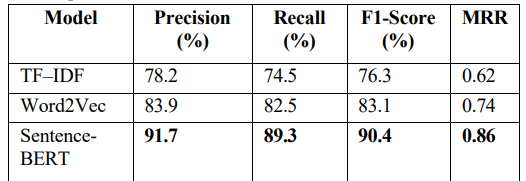 Model Precision (%) Recall (%) F1-Score (%) MRR
TF–IDF 78.2 74.5 76.3 0.62
Word2Vec 83.9 82.5 83.1 0.74
Sentence-BERT 91.7 89.3 90.4 0.86